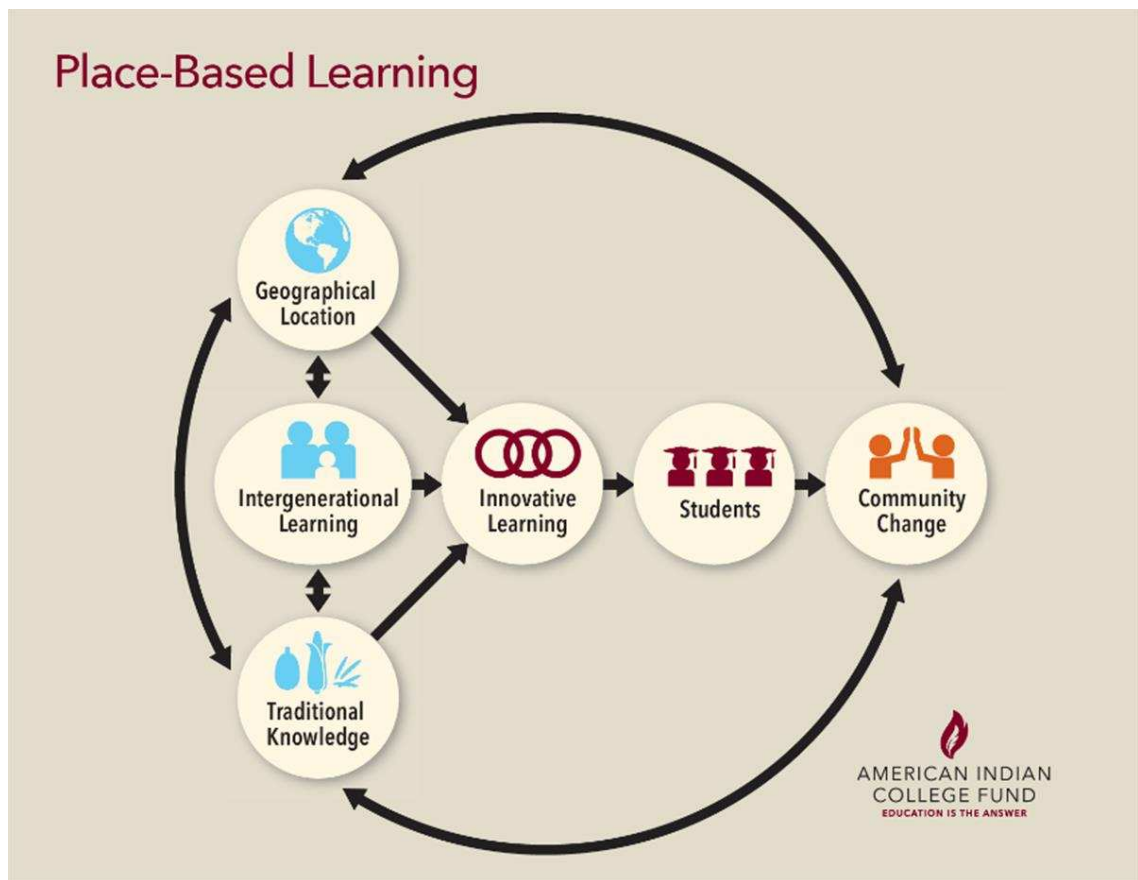 Place-Based Learning
Geographical
Location
Intergenerational
Learning
Innovative
Learning
Students
Community
Change
Traditional
Knowledge
AMERICAN INDIAN
COLLEGE FUND
EDUCATION IS THE ANSWER